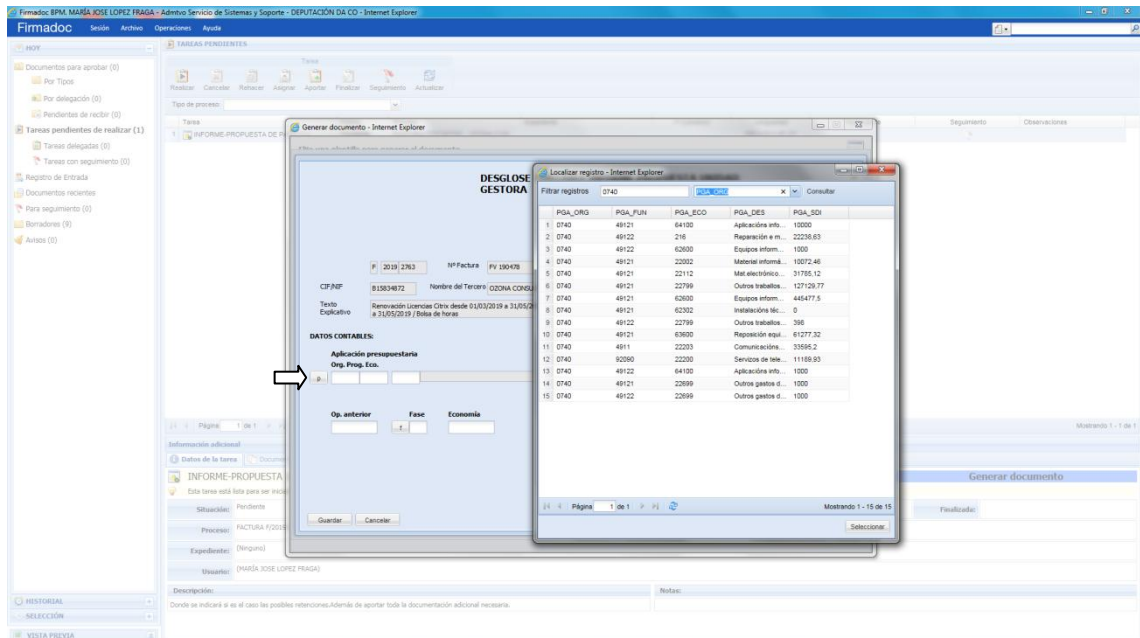 Firmadoc BPM. MARÍA JOSE LOPEZ FRAGA - Admtvo Servicio de Sistemas y Soporte - DEPUTACIÓN DA CO - Internet Explorer
Firmadoc Sesión Archivo Operaciones Ayuda
HOY
TAREAS PENDIENTES
Documentos para aprobar (0)
Por Tipos
Por delegación (0)
Pendientes de recibir (0)
Tareas pendientes de realizar (1)
Tareas delegadas (0)
Tareas con seguimiento (0)
Registro de Entrada
Documentos recientes
Para seguimiento (0)
Borradores (9)
Avisos (0)
HISTORIAL
SELECCIÓN
VISTA PREVIA
Tarea
Realizar Cancelar Rehacer Asignar Aportar Finalizar Seguimiento Actualizar
Tipo de proceso:
Tarea Seguimiento Observaciones
1 INFORME-PROPUESTA DE
Generar documento - Internet Explorer
DESGLOSE
GESTORA
F 2019 2763 Nº Factura FV 190478
CIF/NIF B15834872 Nombre del Tercero OZONA CONSU
Texto Explicativo Renovación Licencias Citrix desde 01/03/2019 a 31/05/2
a 31/05/2019 / Bolsa de horas
DATOS CONTABLES:
Aplicación presupuestaria
Org. Prog. Eco.
p
Op. anterior Fase Economía
t
Guardar Cancelar
Localizar registro - Internet Explorer
Filtrar registros 0740 PGA_ORG x Consultar
PGA_ORG PGA_FUN PGA_ECO PGA_DES PGA_SDI
1 0740 49121 64100 Aplicacións info... 10000
2 0740 49122 216 Reparación e m... 22236,63
3 0740 49122 62600 Equipos inform... 1000
4 0740 49121 22002 Material informá... 10072,46
5 0740 49121 22112 Mat.electrónico... 31785,12
6 0740 49121 22799 Outros traballos... 127129,77
7 0740 49121 62600 Equipos inform... 445477,5
8 0740 49121 62302 Instalacións téc... 0
9 0740 49122 22799 Outros traballos... 396
10 0740 49121 63600 Reposición equi... 61277,32
11 0740 4911 22203 Comunicacións... 33595,2
12 0740 92090 22200 Servizos de tele... 11189,93
13 0740 49122 64100 Aplicacións info... 1000
14 0740 49121 22699 Outros gastos d... 1000
15 0740 49122 22699 Outros gastos d... 1000
Página 1 de 1 Mostrando 1 - 15 de 15
Seleccionar
Página 1 de 1 Mostrando 1 - 1 de 1
Información adicional
Datos de la tarea
INFORME-PROPUESTA Generar documento
Esta tarea está lista para ser
Situación: Pendiente Finalizada:
Proceso: FACTURA F/2019
Expediente: (Ninguno)
Usuario: (MARÍA JOSE LOPEZ FRAGA)
Descripción: Notas:
Donde se indicará si es el caso las posibles retenciones.Además de aportar toda la documentación adicional necesaria.